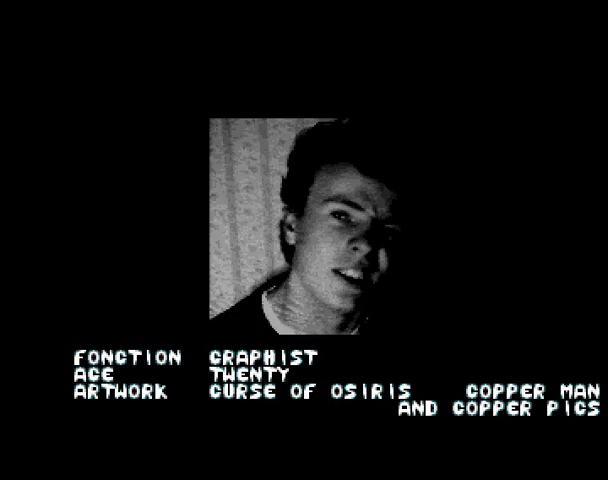 FONCTION GRAPHIST
AGE TWENTY
ARTWORK CURSE OF OSIRIS COPPER MAN
AND COPPER PICS